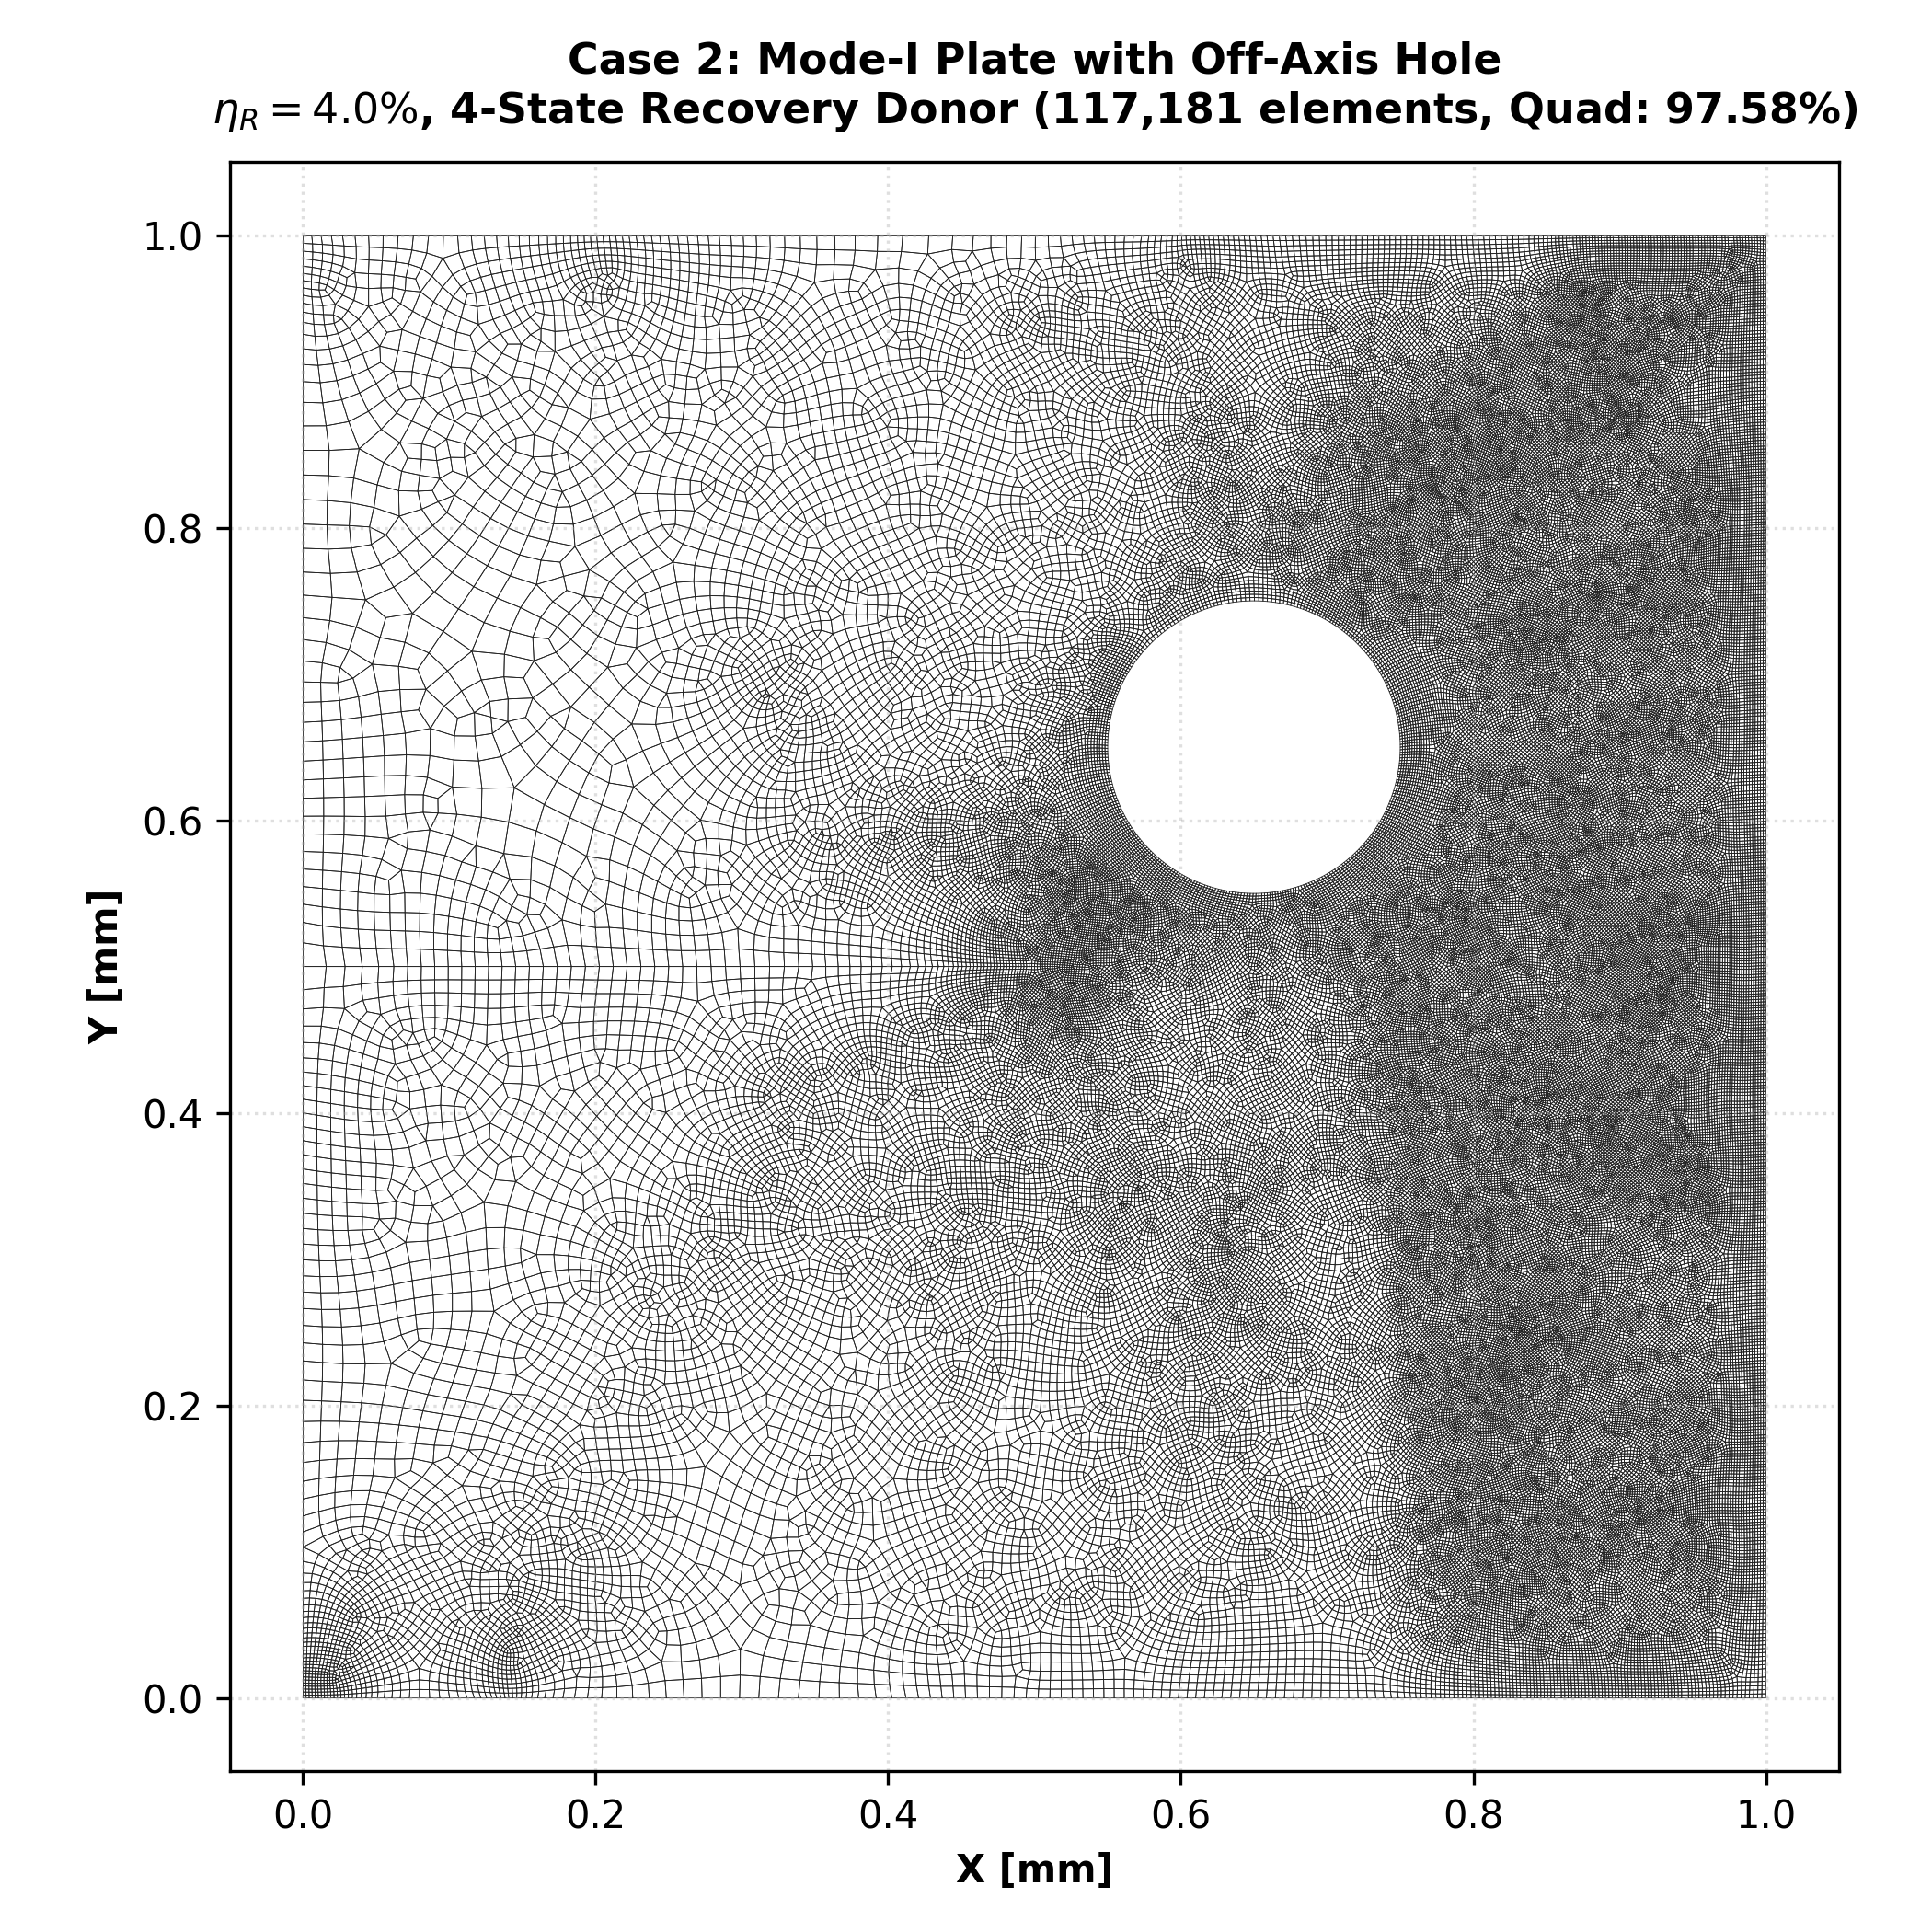 Case 2: Mode-I Plate with Off-Axis Hole
η_R = 4.0%, 4-State Recovery Donor (117,181 elements, Quad: 97.58%)
1.0
0.8
0.6
0.4
0.2
0.0
Y [mm]
0.0 0.2 0.4 0.6 0.8 1.0
X [mm]